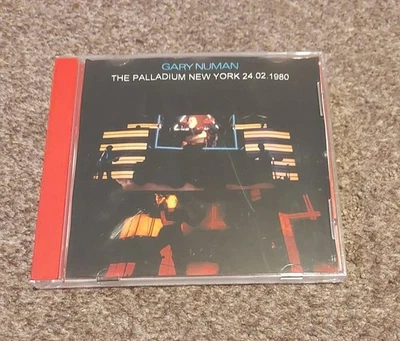 GARY NUMAN
THE PALLADIUM NEW YORK 24.02.1980